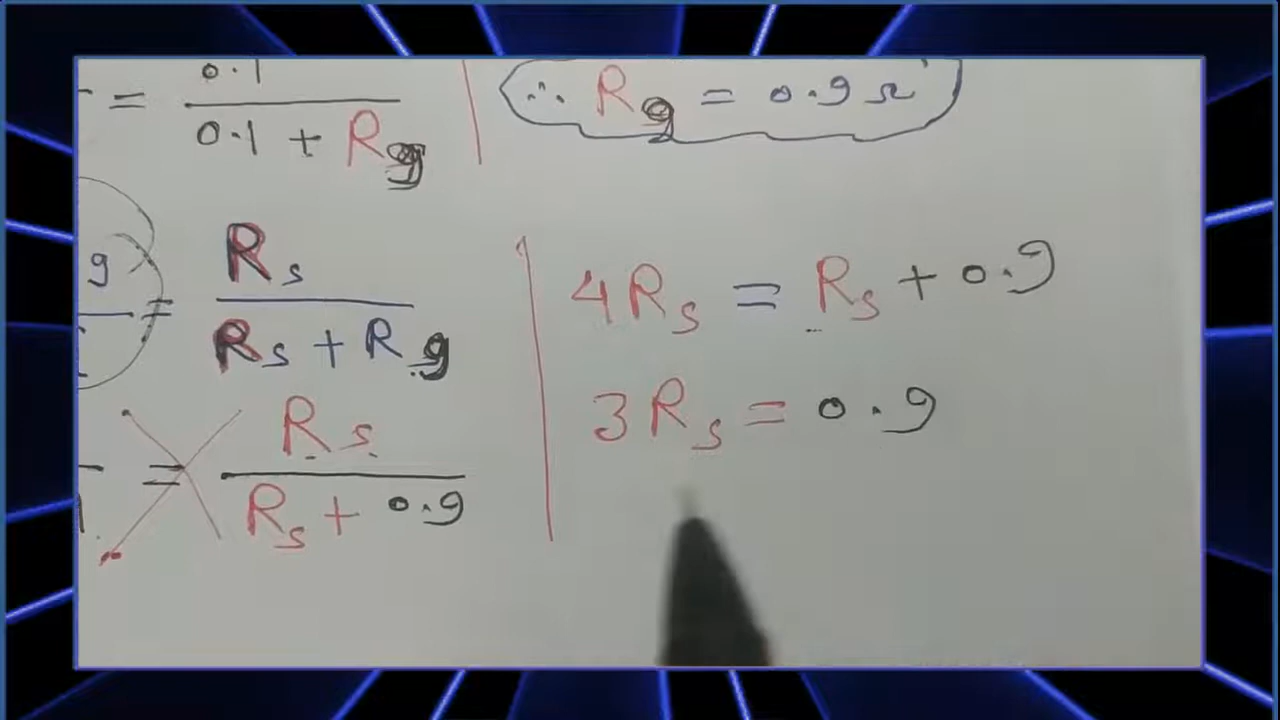 = 0.1 / 0.1 + Rg
∴ Rg = 0.9 Ω
g = Rs / Rs + Rg
= Rs / Rs + 0.9
4Rs = Rs + 0.9
3Rs = 0.9